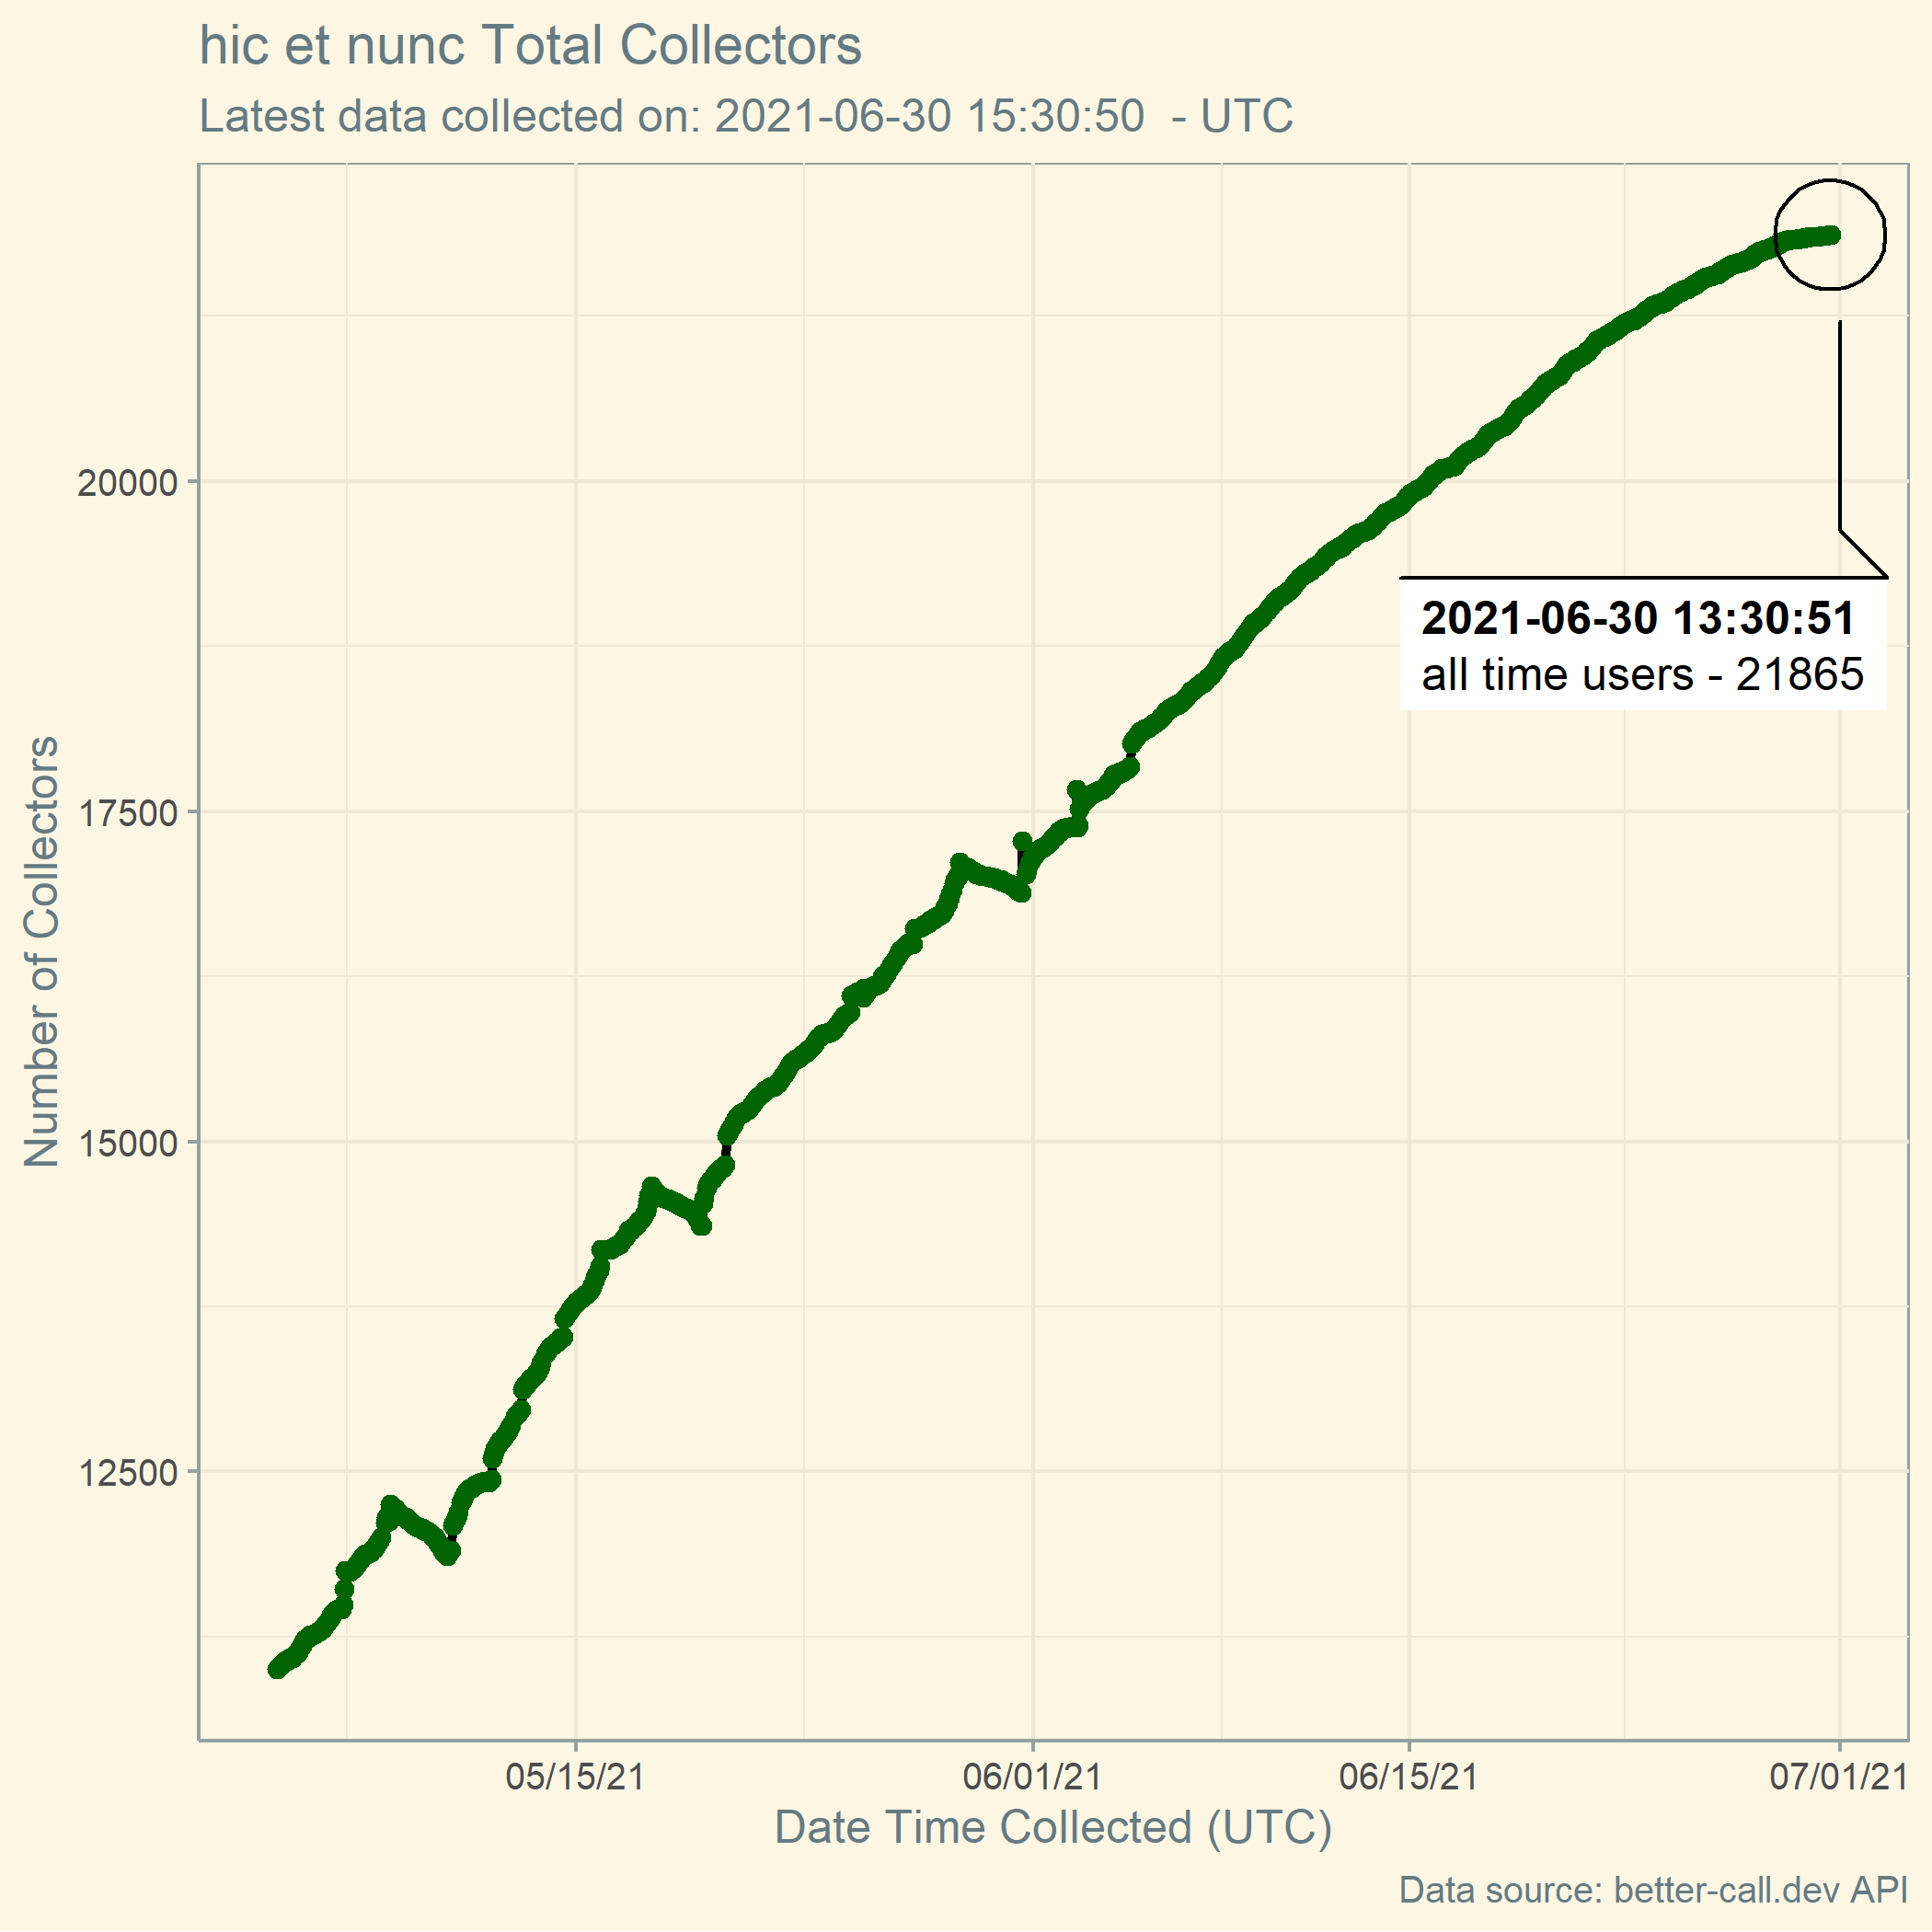 hic et nunc Total Collectors
Latest data collected on: 2021-06-30 15:30:50  - UTC
Number of Collectors
20000
17500
15000
12500
2021-06-30 13:30:51
all time users - 21865
05/15/21
06/01/21
06/15/21
07/01/21
Date Time Collected (UTC)
Data source: better-call.dev API